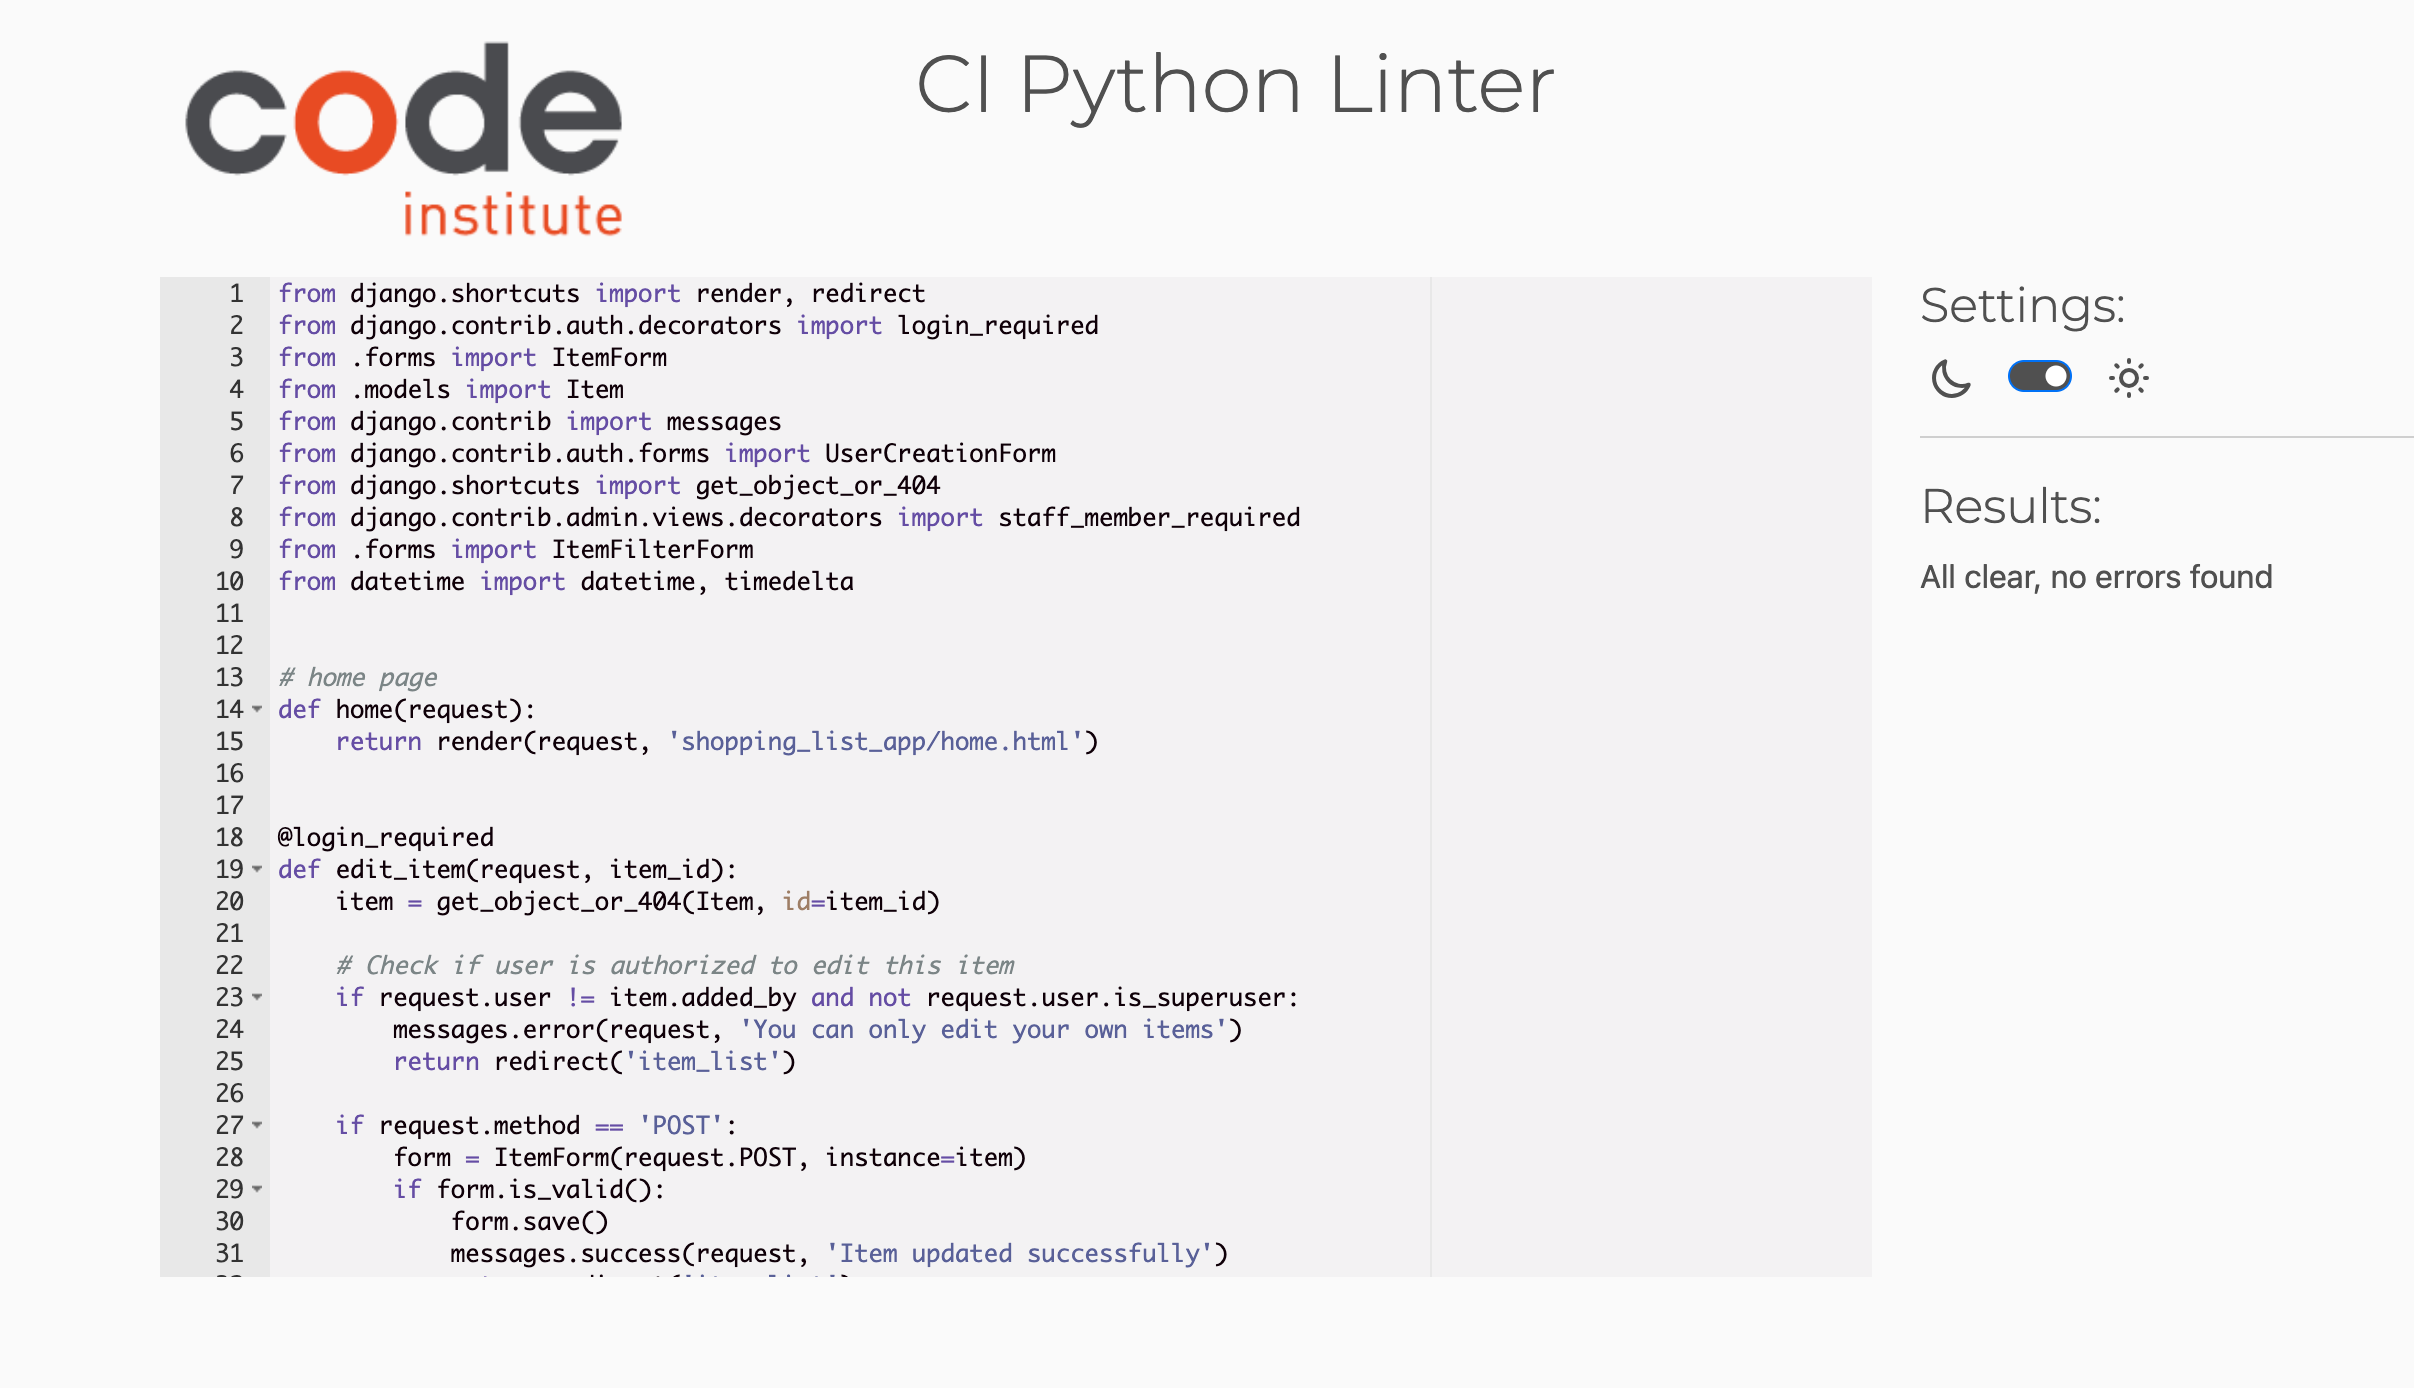 code
institute
CI Python Linter
1 from django.shortcuts import render, redirect
2 from django.contrib.auth.decorators import login_required
3 from .forms import ItemForm
4 from .models import Item
5 from django.contrib import messages
6 from django.contrib.auth.forms import UserCreationForm
7 from django.shortcuts import get_object_or_404
8 from django.contrib.admin.views.decorators import staff_member_required
9 from .forms import ItemFilterForm
10 from datetime import datetime, timedelta
11
12
13 # home page
14 def home(request):
15     return render(request, 'shopping_list_app/home.html')
16
17
18 @login_required
19 def edit_item(request, item_id):
20     item = get_object_or_404(Item, id=item_id)
21
22     # Check if user is authorized to edit this item
23     if request.user != item.added_by and not request.user.is_superuser:
24         messages.error(request, 'You can only edit your own items')
25         return redirect('item_list')
26
27     if request.method == 'POST':
28         form = ItemForm(request.POST, instance=item)
29         if form.is_valid():
30             form.save()
31             messages.success(request, 'Item updated successfully')
Settings:
Results:
All clear, no errors found